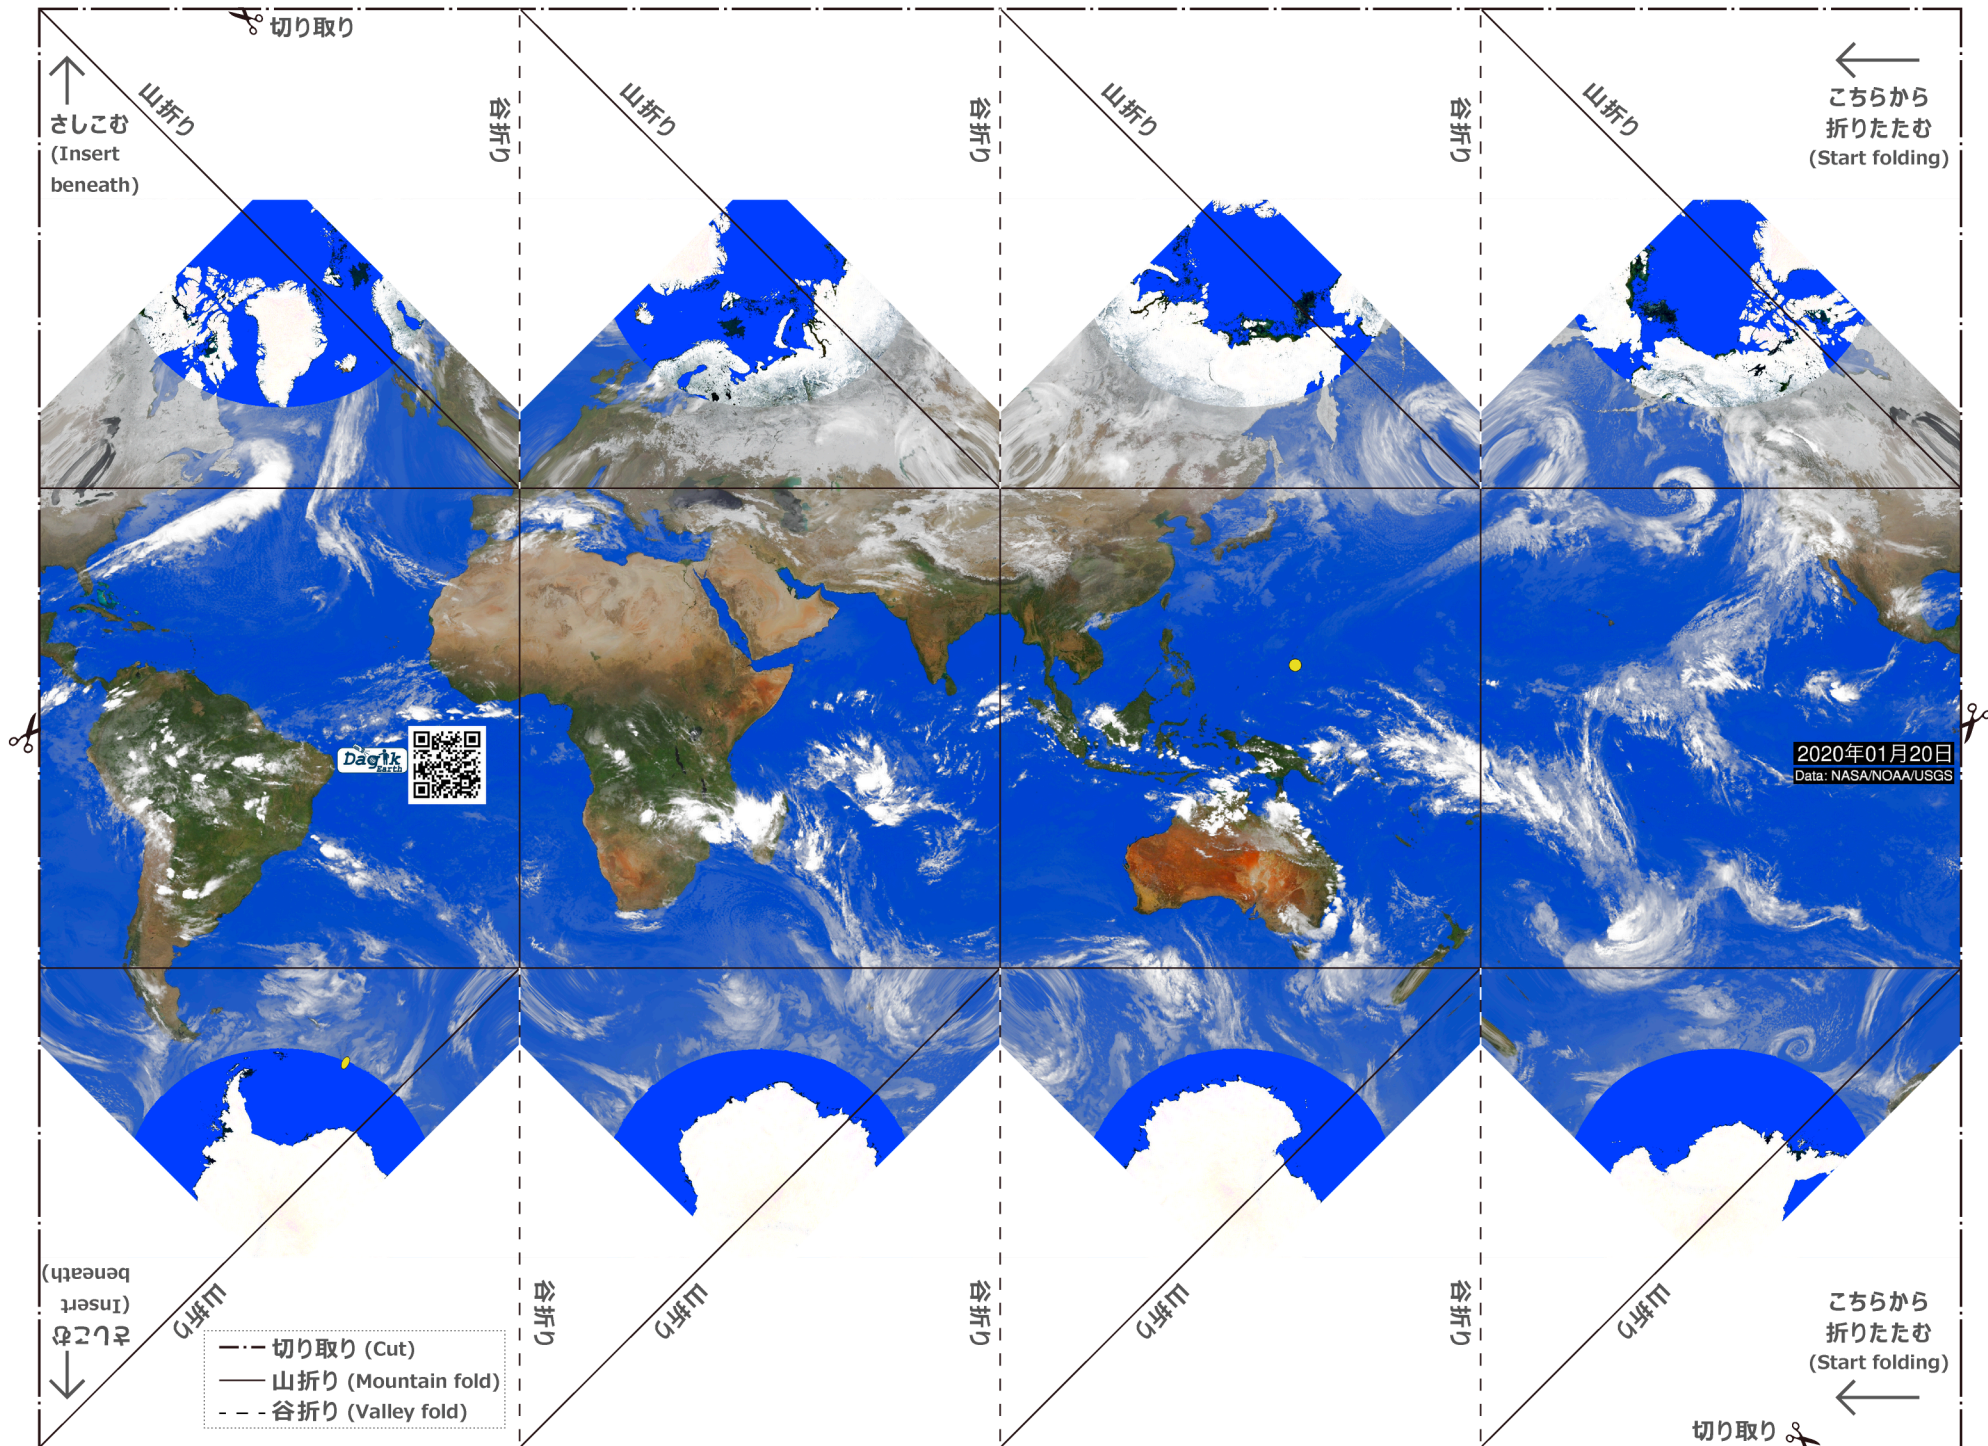 切り取り
さしこむ
(Insert
beneath)
山折り
谷折り
山折り
谷折り
山折り
谷折り
山折り
こちらから
折りたたむ
(Start folding)
Dagik
Earth
2020年01月20日
Data: NASA/NOAA/USGS
さしこむ
(Insert
beneath)
山折り
谷折り
山折り
谷折り
山折り
谷折り
山折り
こちらから
折りたたむ
(Start folding)
切り取り (Cut)
山折り (Mountain fold)
谷折り (Valley fold)
切り取り